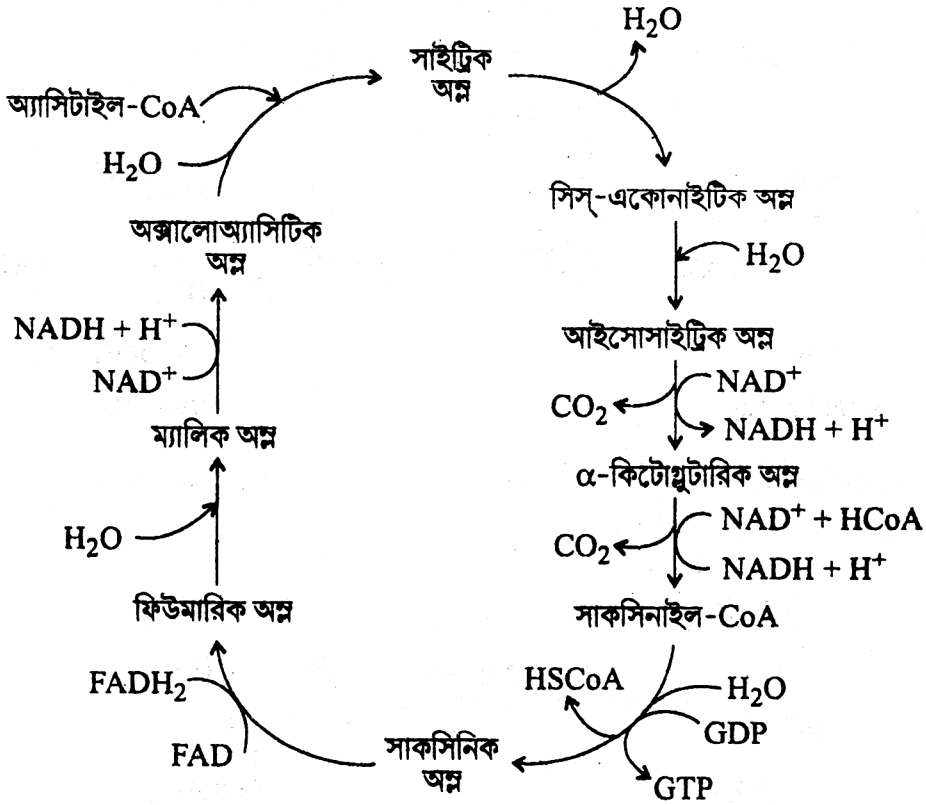 H₂O
সাইট্রিক
অম্ল
অ্যাসিটাইল-CoA
H₂O
সিস্-একোনাইটিক অম্ল
অক্সালোঅ্যাসিটিক
অম্ল
H₂O
NADH + H⁺
আইসোসাইট্রিক অম্ল
NAD⁺
NAD⁺
CO₂
NADH + H⁺
ম্যালিক অম্ল
α-কিটোগ্লুটারিক অম্ল
H₂O
NAD⁺ + HCoA
CO₂
NADH + H⁺
ফিউমারিক অম্ল
সাকসিনাইল-CoA
FADH₂
HSCoA
H₂O
GDP
FAD
সাকসিনিক
অম্ল
GTP